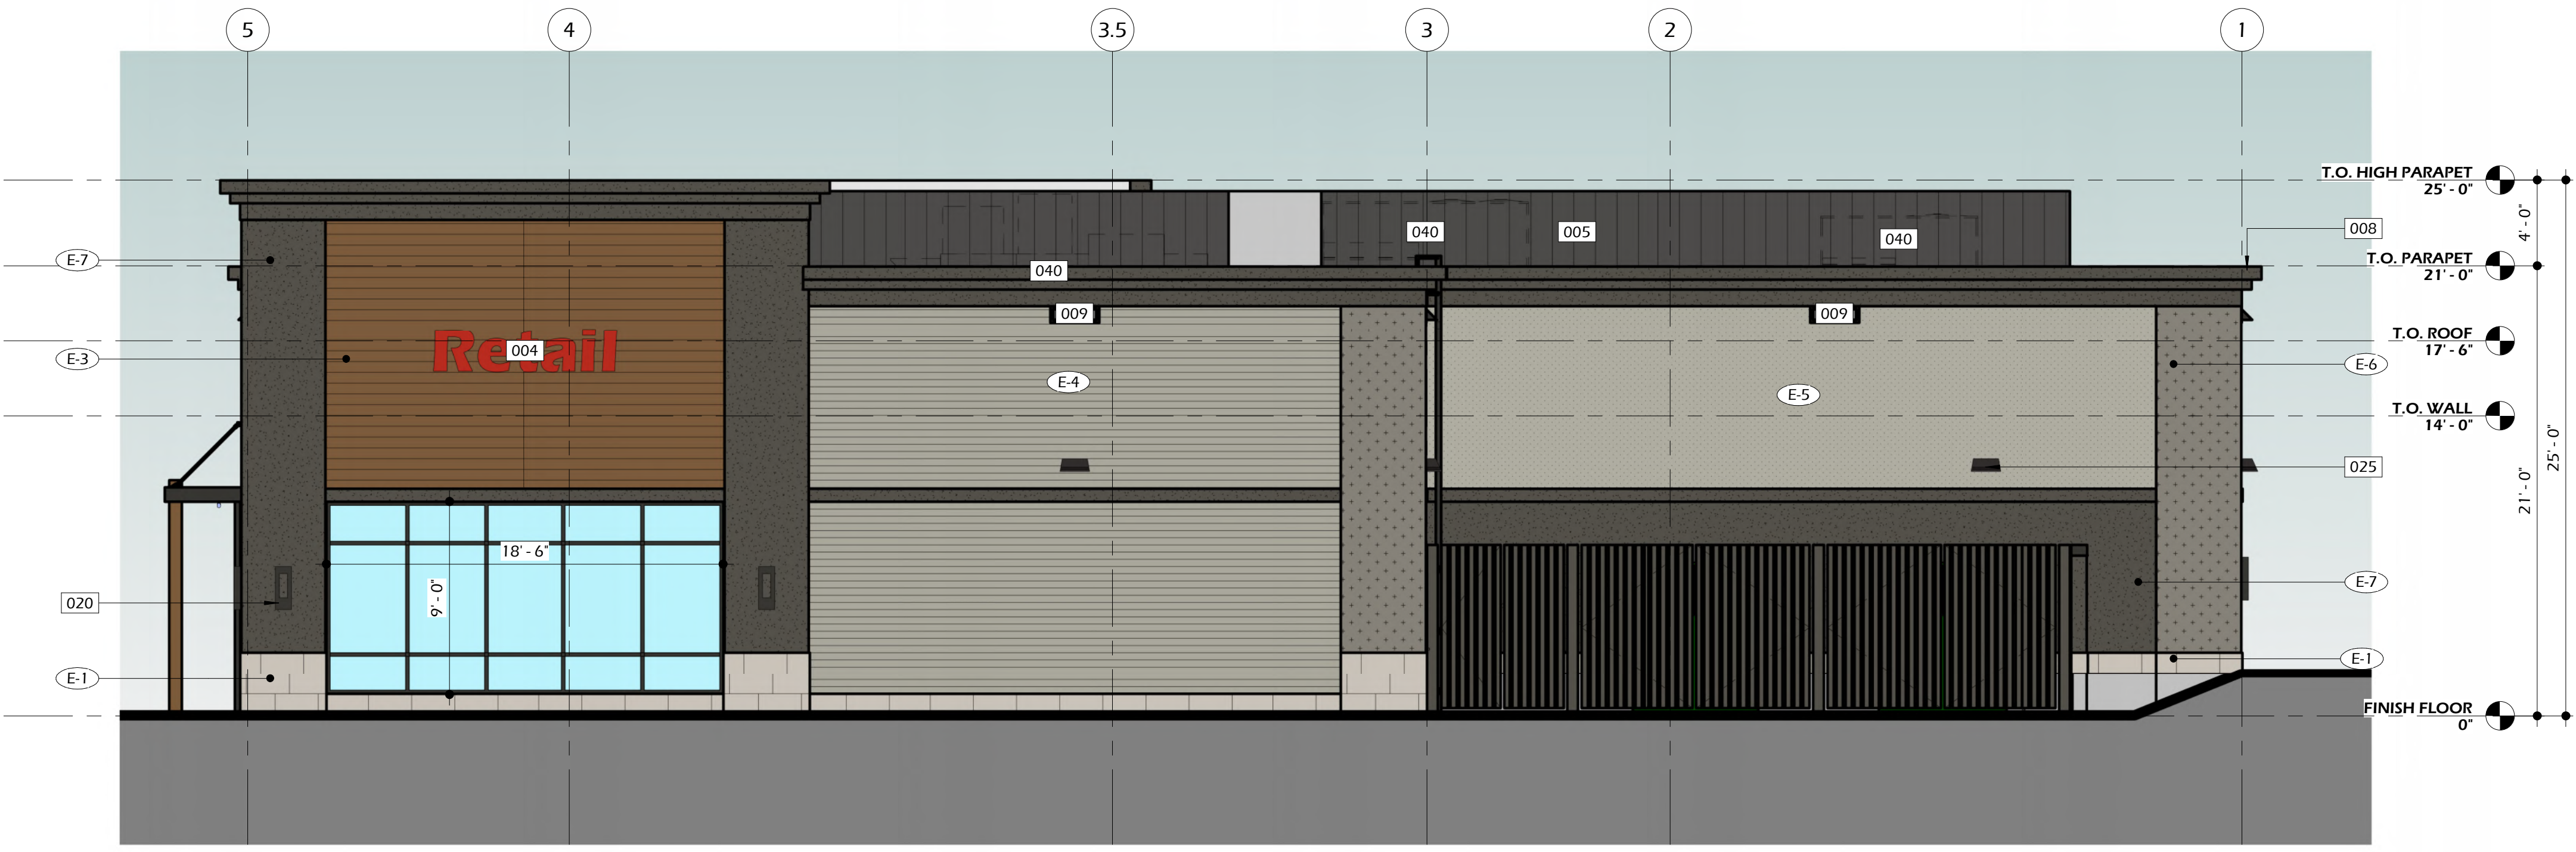 5
4
3.5
3
2
1
T.O. HIGH PARAPET
25' - 0"
008
4' - 0"
040
005
040
E-7
T.O. PARAPET
21' - 0"
040
009
009
T.O. ROOF
17' - 6"
Retail
004
E-3
E-6
E-4
E-5
T.O. WALL
14' - 0"
25' - 0"
025
21' - 0"
18' - 6"
9' - 0"
E-7
020
E-1
E-1
FINISH FLOOR
0"